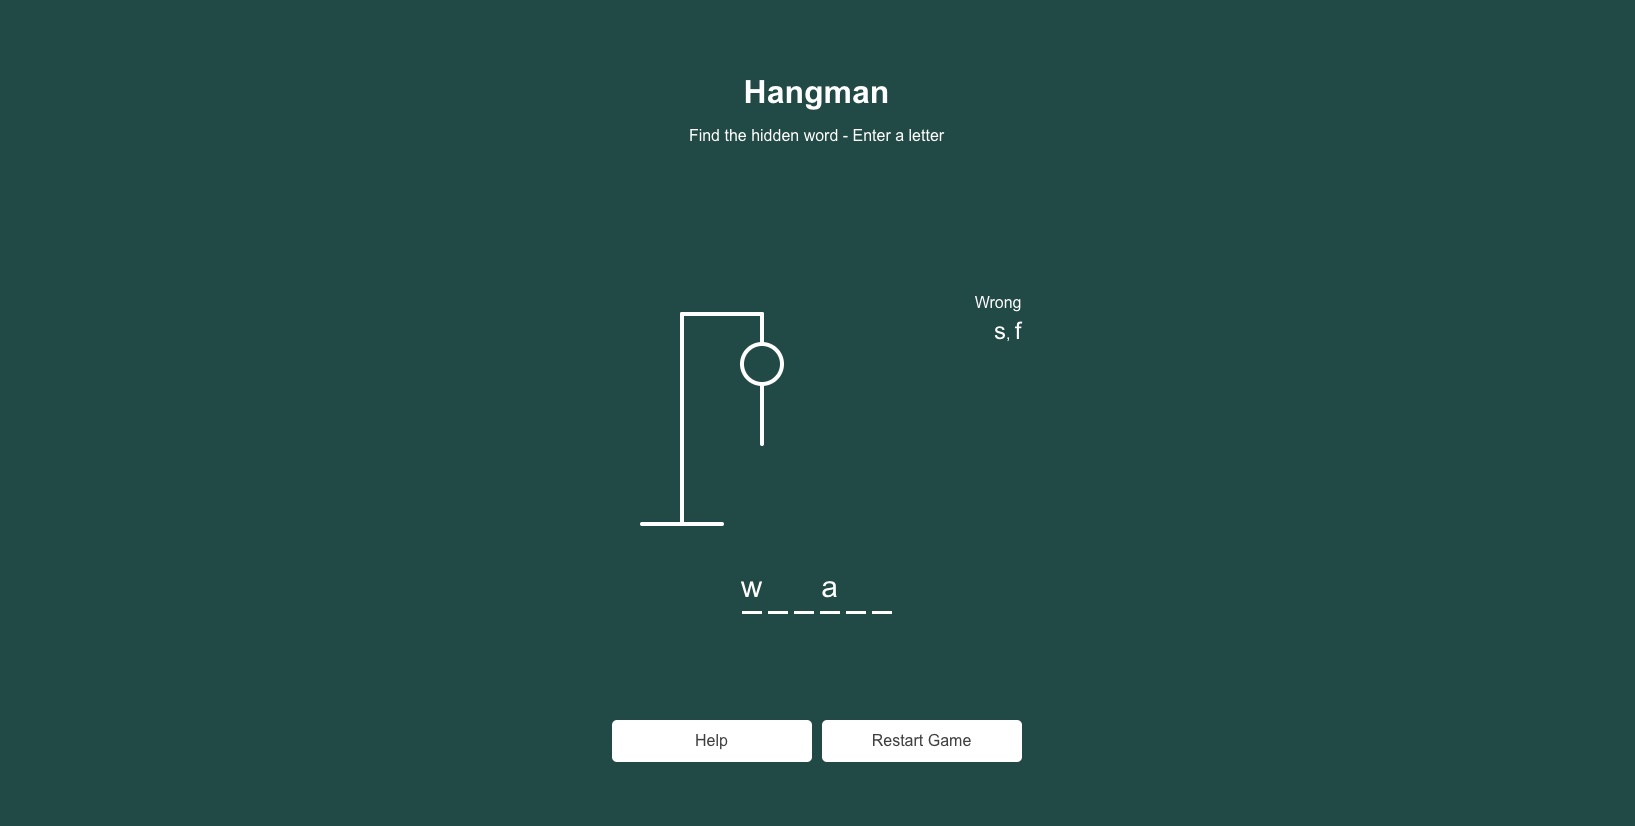 Hangman
Find the hidden word - Enter a letter
Wrong
s, f
w a
Help Restart Game